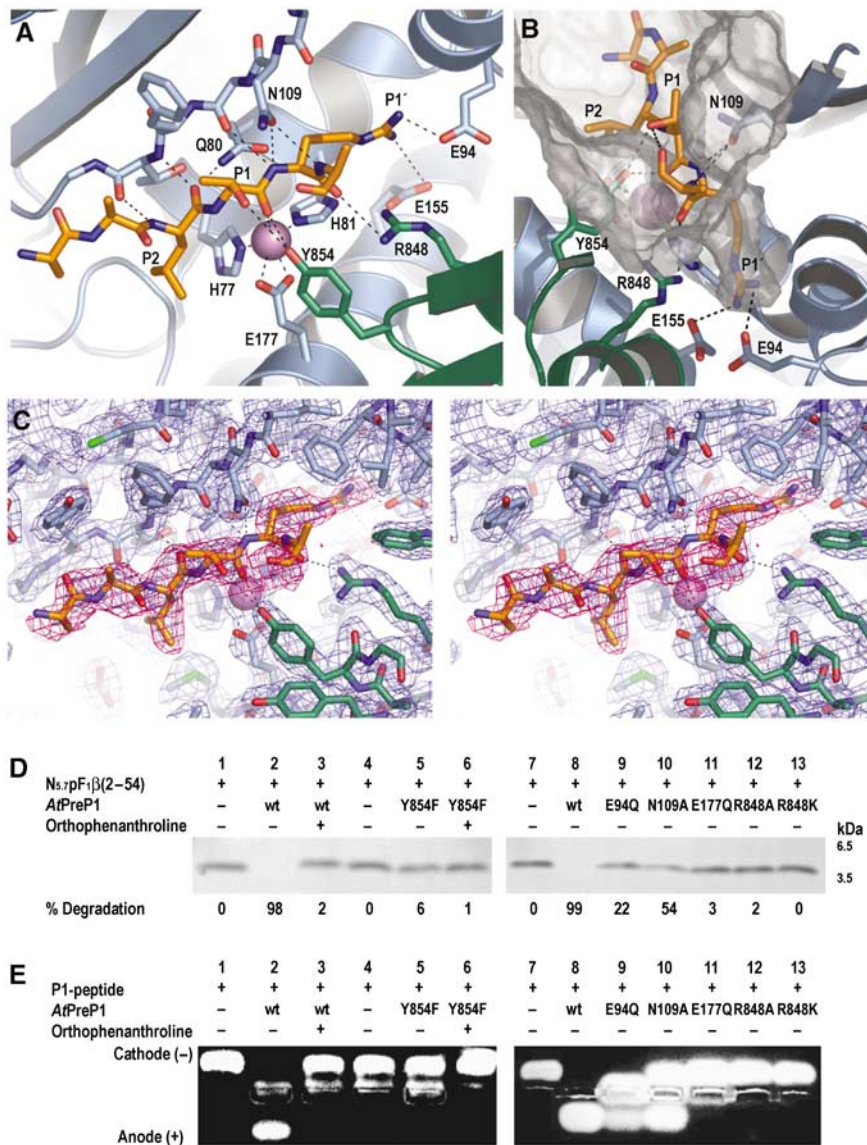 A
N109
P1´
Q80
P1
E94
H81
E155
P2
Y854
R848
H77
E177
B
P1
P2
N109
Y854
R848
P1´
E155
E94
C
D
1 2 3 4 5 6 7 8 9 10 11 12 13
N5.7pF1β(2–54) + + + + + + + + + + + + +
AtPreP1 – wt wt – Y854F Y854F – wt E94Q N109A E177Q R848A R848K
Orthophenanthroline – – + – – + – – – – – – –
kDa
6.5
3.5
% Degradation 0 98 2 0 6 1 0 99 22 54 3 2 0
E
1 2 3 4 5 6 7 8 9 10 11 12 13
P1-peptide + + + + + + + + + + + + +
AtPreP1 – wt wt – Y854F Y854F – wt E94Q N109A E177Q R848A R848K
Orthophenanthroline – – + – – + – – – – – – –
Cathode (–)
Anode (+)